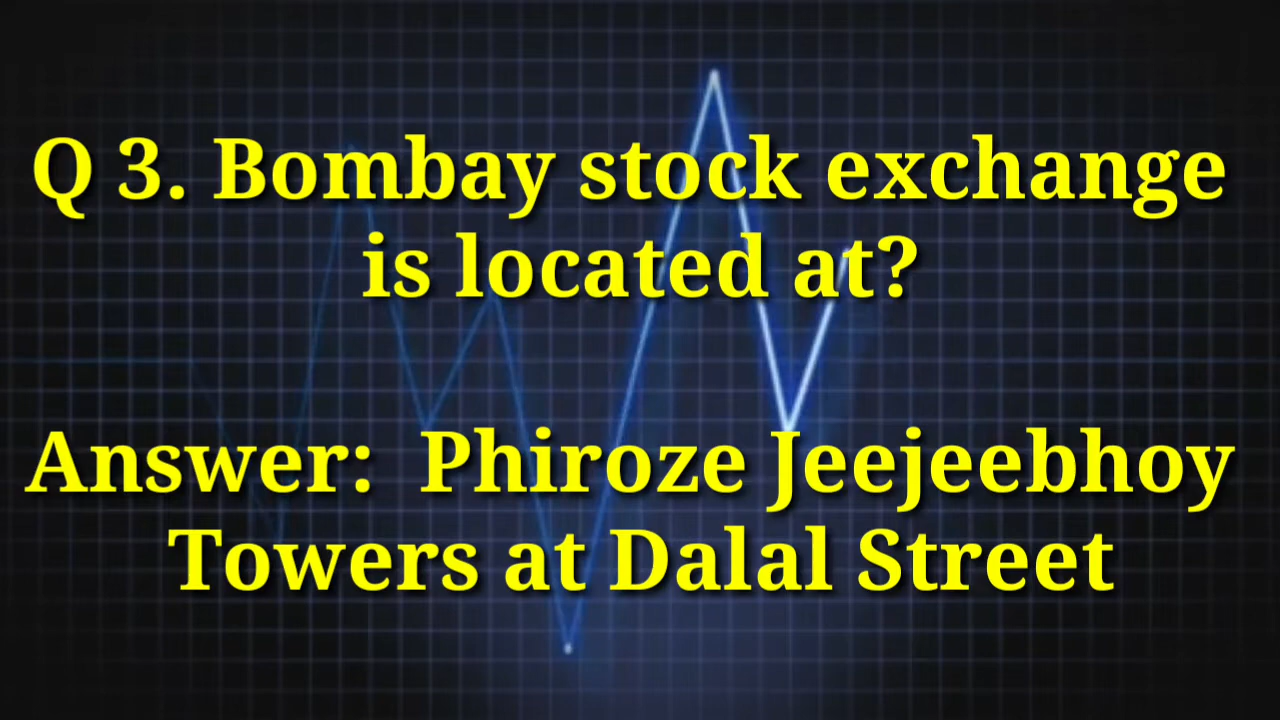 Q 3. Bombay stock exchange
is located at?
Answer: Phiroze Jeejeebhoy
Towers at Dalal Street